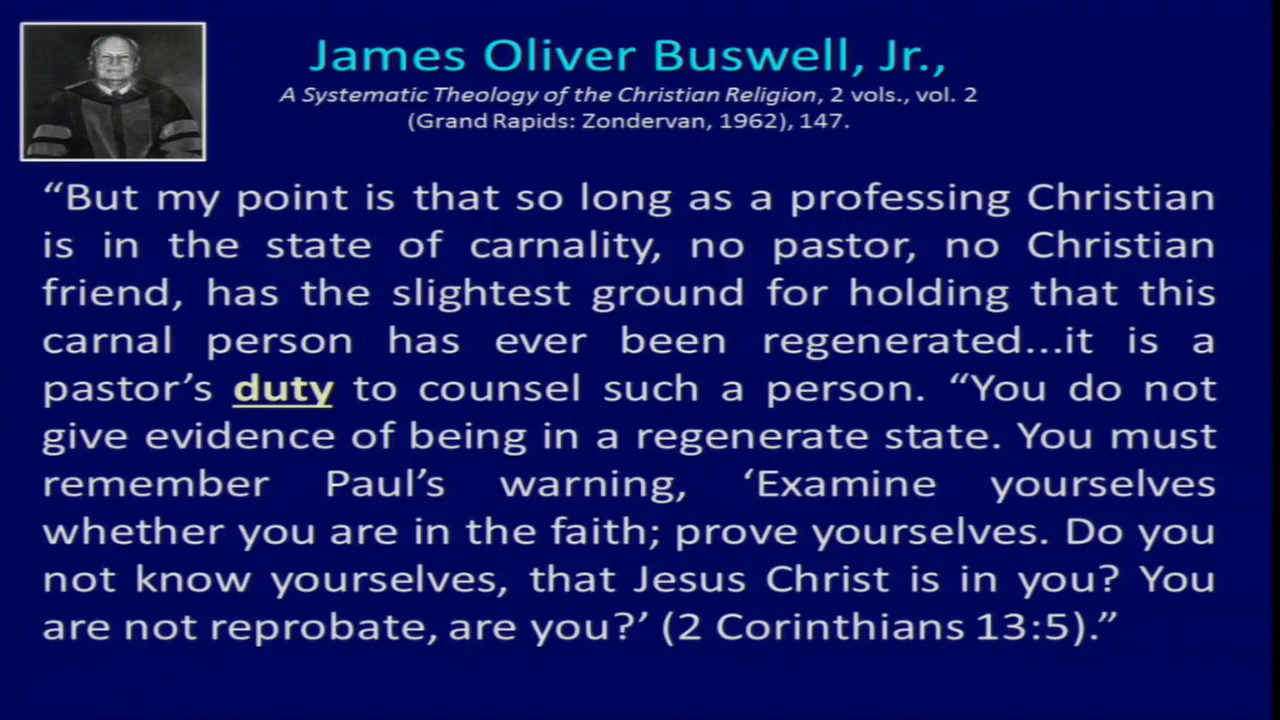 James Oliver Buswell, Jr.,
A Systematic Theology of the Christian Religion, 2 vols., vol. 2
(Grand Rapids: Zondervan, 1962), 147.
“But my point is that so long as a professing Christian
is in the state of carnality, no pastor, no Christian
friend, has the slightest ground for holding that this
carnal person has ever been regenerated...it is a
pastor’s duty to counsel such a person. “You do not
give evidence of being in a regenerate state. You must
remember Paul’s warning, ‘Examine yourselves
whether you are in the faith; prove yourselves. Do you
not know yourselves, that Jesus Christ is in you? You
are not reprobate, are you?’ (2 Corinthians 13:5).”